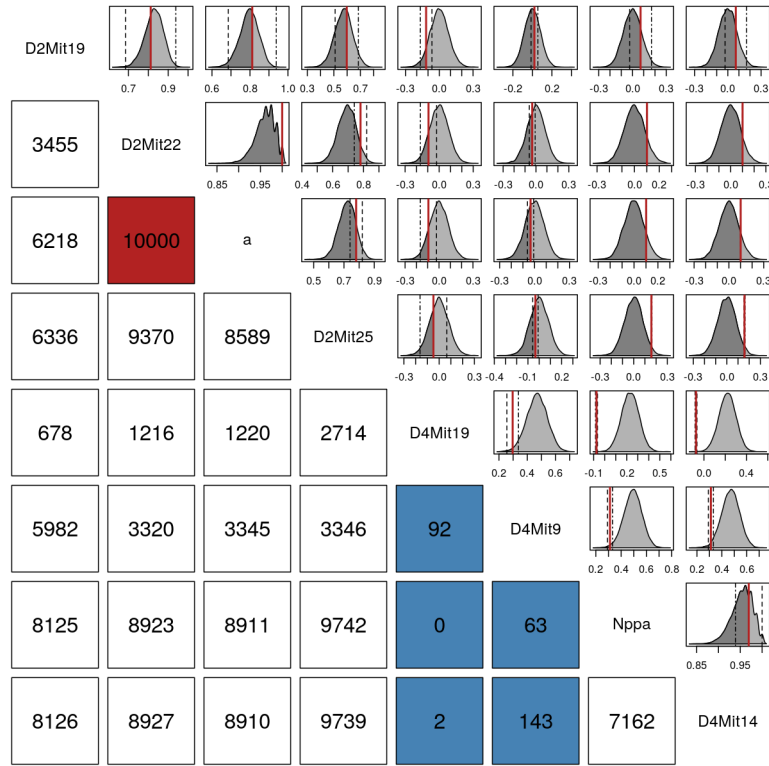 D2Mit19
0.7 0.9 0.6 0.8 1.0 0.3 0.5 0.7 -0.3 0.0 0.3 -0.2 0.2 -0.3 0.0 0.3 -0.3 0.0 0.3
3455 D2Mit22
0.85 0.95 0.4 0.6 0.8 -0.3 0.0 0.3 -0.3 0.0 0.3 -0.3 0.0 0.2 -0.3 0.0 0.3
6218 10000 a
0.5 0.7 0.9 -0.3 0.0 0.3 -0.3 0.0 0.3 -0.3 0.0 0.2 -0.3 0.0 0.3
6336 9370 8589 D2Mit25
-0.3 0.0 0.3 -0.4 -0.1 0.2 -0.3 0.0 0.3 -0.3 0.0 0.3
678 1216 1220 2714 D4Mit19
0.2 0.4 0.6 -0.1 0.2 0.5 0.0 0.4
5982 3320 3345 3346 92 D4Mit9
0.2 0.4 0.6 0.8 0.2 0.4 0.6
8125 8923 8911 9742 0 63 Nppa
0.85 0.95
8126 8927 8910 9739 2 143 7162 D4Mit14